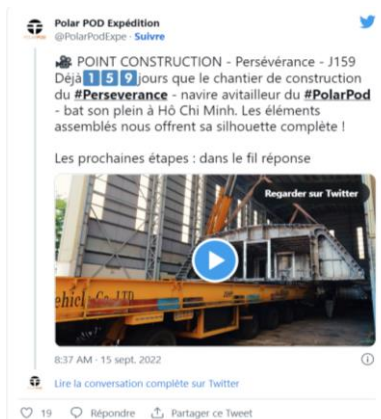 Polar POD Expédition
@PolarPodExpe · Suivre
🎥 POINT CONSTRUCTION - Persévérance - J159
Déjà 1️⃣5️⃣9️⃣ jours que le chantier de construction
du #Perseverance - navire avitailleur du #PolarPod
- bat son plein à Hô Chi Minh. Les éléments
assemblés nous offrent sa silhouette complète !
Les prochaines étapes : dans le fil réponse
Regarder sur Twitter
ehicle Co.,LTD
8:37 AM · 15 sept. 2022
Lire la conversation complète sur Twitter
19 Répondre Partager ce Tweet